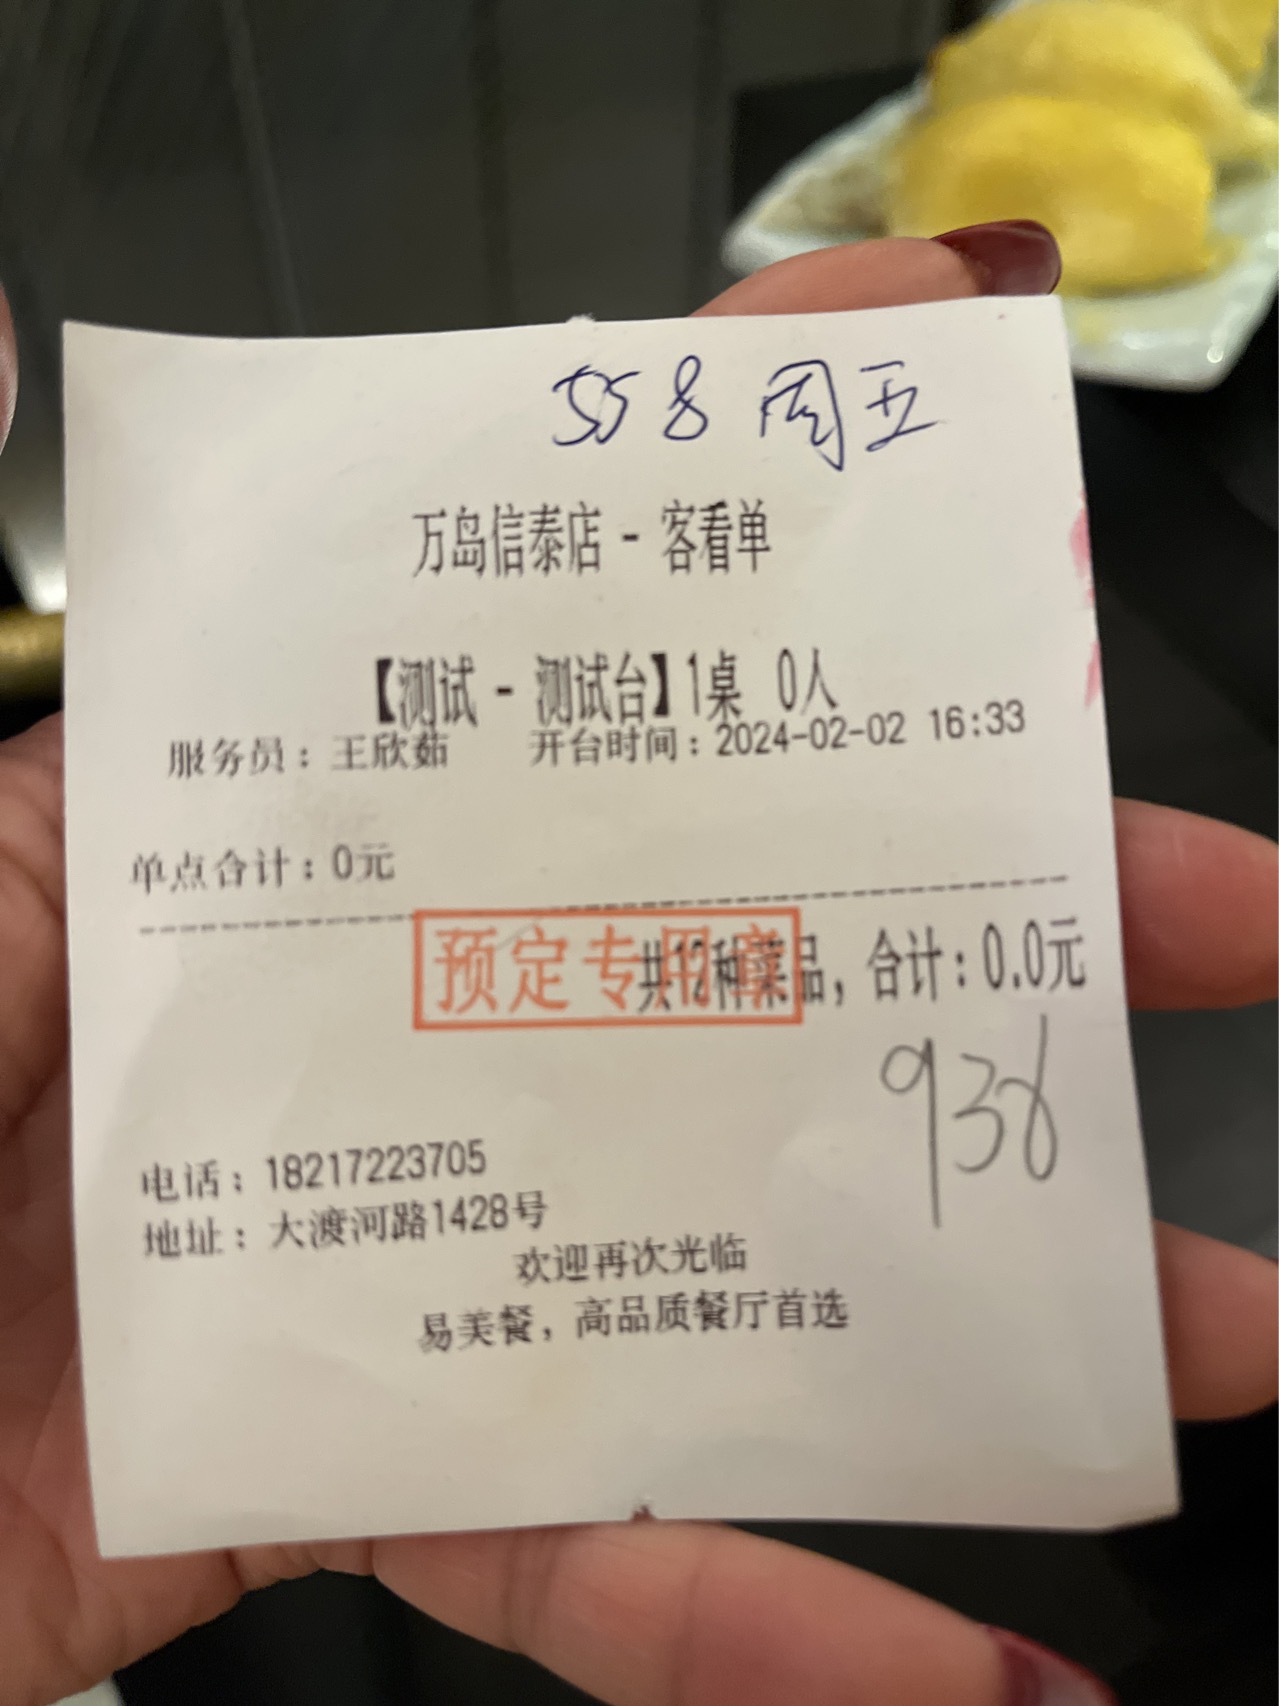 558 周五
万岛信泰店 - 客看单
【测试 - 测试台】1桌 0人
服务员：王欣茹 开台时间：2024-02-02 16:33
单点合计：0元
预定专用章
共12种菜品，合计：0.0元
938
电话：18217223705
地址：大渡河路1428号
欢迎再次光临
易美餐，高品质餐厅首选